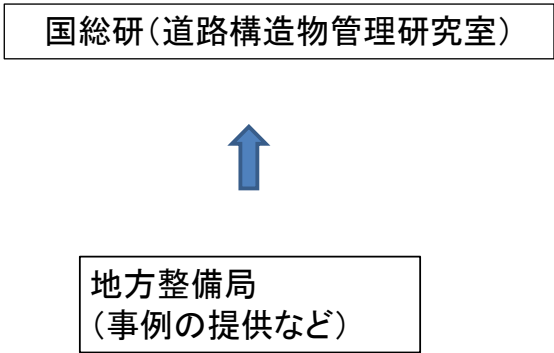 国総研（道路構造物管理研究室）
地方整備局
（事例の提供など）